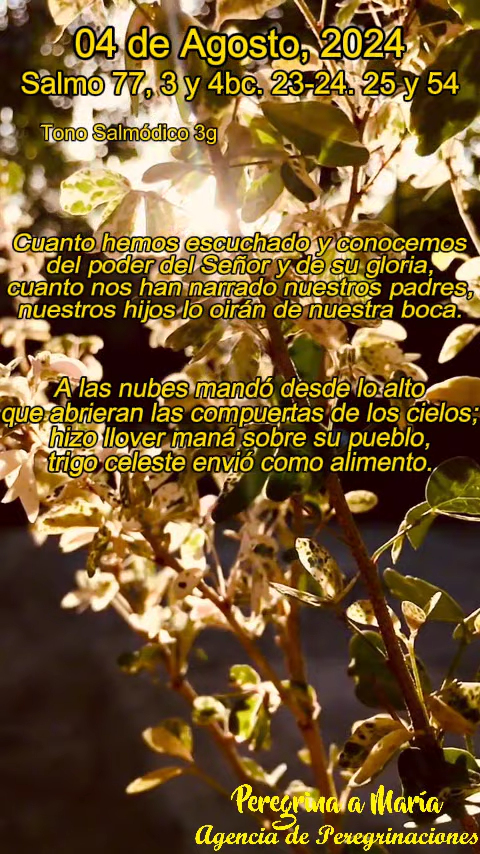 04 de Agosto, 2024
Salmo 77, 3 y 4bc. 23-24. 25 y 54
Tono Salmódico 3g
Cuanto hemos escuchado y conocemos
del poder del Señor y de su gloria,
cuanto nos han narrado nuestros padres,
nuestros hijos lo oirán de nuestra boca.
A las nubes mandó desde lo alto
que abrieran las compuertas de los cielos;
hizo llover maná sobre su pueblo,
trigo celeste envió como alimento.
Peregrina a María
Agencia de Peregrinaciones